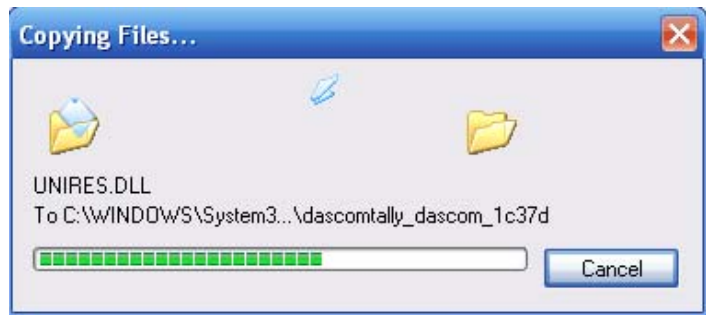 Copying Files...
UNIRES.DLL
To C:\WINDOWS\System3...\dascomtally_dascom_1c37d
Cancel